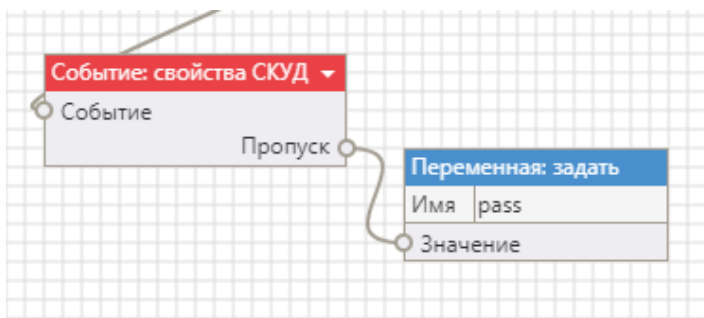 Событие: свойства СКУД
Событие
Пропуск
Переменная: задать
Имя pass
Значение